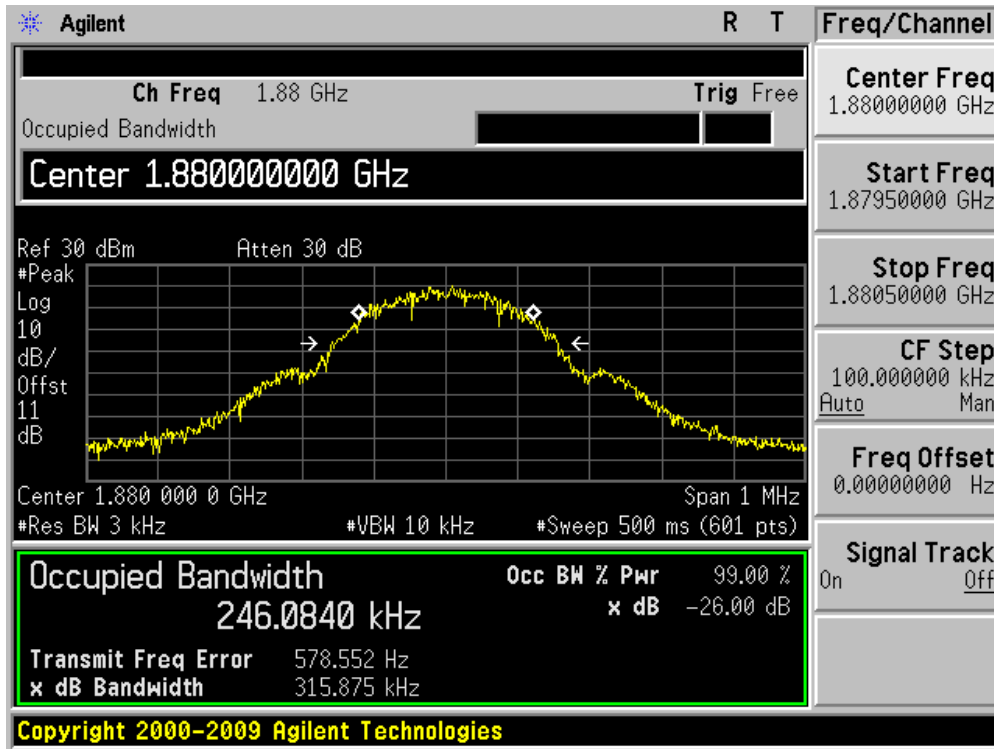 Agilent R T
Ch Freq 1.88 GHz Trig Free
Occupied Bandwidth
Center 1.880000000 GHz
Ref 30 dBm Atten 30 dB
#Peak
Log
10
dB/
Offst
11
dB
Center 1.880 000 0 GHz Span 1 MHz
#Res BW 3 kHz #VBW 10 kHz #Sweep 500 ms (601 pts)
Occupied Bandwidth
246.0840 kHz
Occ BW % Pwr 99.00 %
x dB -26.00 dB
Transmit Freq Error 578.552 Hz
x dB Bandwidth 315.875 kHz
Copyright 2000-2009 Agilent Technologies
Freq/Channel
Center Freq
1.88000000 GHz
Start Freq
1.87950000 GHz
Stop Freq
1.88050000 GHz
CF Step
100.000000 kHz
Auto Man
Freq Offset
0.00000000 Hz
Signal Track
On Off